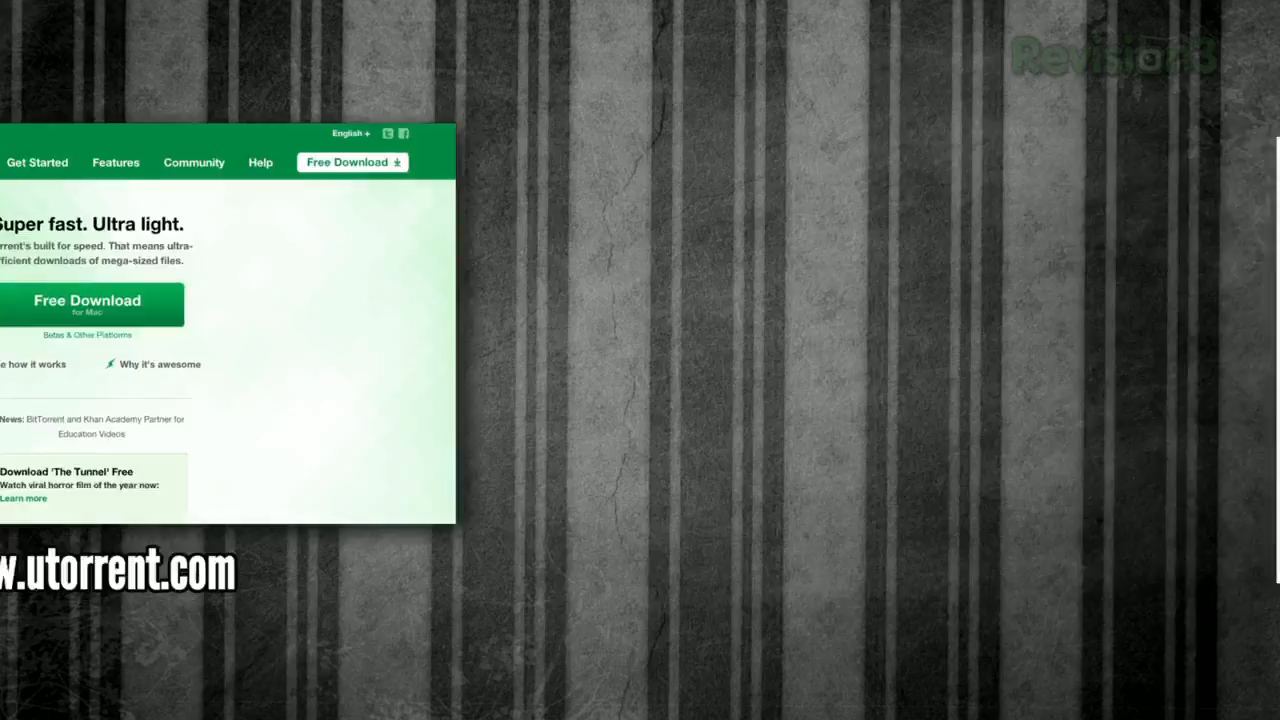 Revision3
English +
Get Started Features Community Help Free Download
Super fast. Ultra light.
rrent's built for speed. That means ultra-
fficient downloads of mega-sized files.
Free Download
for Mac
Betas & Other Platforms
e how it works Why it's awesome
News: BitTorrent and Khan Academy Partner for
Education Videos
Download 'The Tunnel' Free
Watch viral horror film of the year now:
Learn more
w.utorrent.com